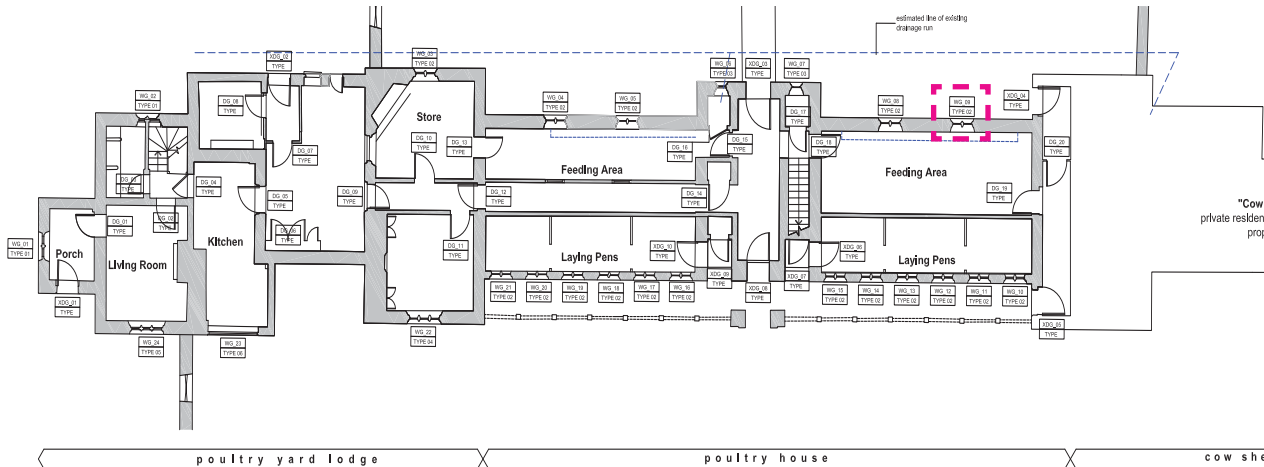 estimated line of existing
drainage run
XDG_02
TYPE
WG_03
TYPE 02
XDG_03
TYPE
WG_07
TYPE 03
TYPE 03
WG_02
TYPE 01
DG_08
TYPE
WG_04
TYPE 02
WG_05
TYPE 02
DG_17
TYPE
WG_08
TYPE 02
WG_09
TYPE 02
XDG_04
TYPE
Store
DG_10
TYPE
DG_13
TYPE
DG_15
TYPE
DG_16
TYPE
DG_18
TYPE
DG_20
TYPE
DG_07
TYPE
Feeding Area
Feeding Area
TYPE
DG_04
TYPE
DG_05
TYPE
DG_09
TYPE
DG_12
TYPE
DG_14
TYPE
DG_19
TYPE
"Cow
private residen
prop
DG_01
TYPE
DG_02
TYPE
TYPE
DG_11
TYPE
XDG_10
TYPE
XDG_06
TYPE
WG_01
TYPE 01
Porch
Living Room
Kitchen
Laying Pens
Laying Pens
XDG_09
TYPE
XDG_07
TYPE
XDG_01
TYPE
WG_21
TYPE 02
WG_20
TYPE 02
WG_19
TYPE 02
WG_18
TYPE 02
WG_17
TYPE 02
WG_16
TYPE 02
XDG_08
TYPE
WG_15
TYPE 02
WG_14
TYPE 02
WG_13
TYPE 02
WG_12
TYPE 02
WG_11
TYPE 02
WG_10
TYPE 02
XDG_05
TYPE
WG_24
TYPE 05
WG_23
TYPE 06
WG_22
TYPE 04
poultry yard lodge
poultry house
cow she